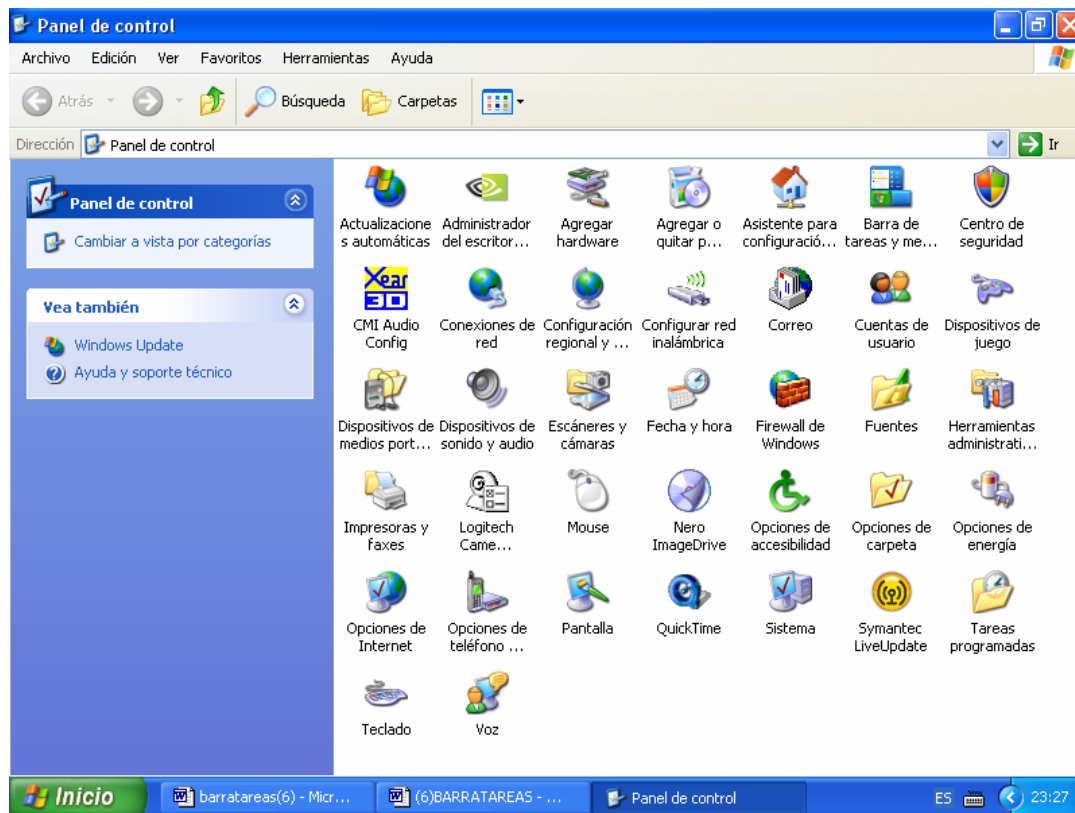 Panel de control
Archivo Edición Ver Favoritos Herramientas Ayuda
Atrás Búsqueda Carpetas
Dirección Panel de control Ir
Panel de control
Cambiar a vista por categorías
Vea también
Windows Update
Ayuda y soporte técnico
Actualizacione
s automáticas
Administrador
del escritor...
Agregar
hardware
Agregar o
quitar p...
Asistente para
configuració...
Barra de
tareas y me...
Centro de
seguridad
Xear
3D
CMI Audio
Config
Conexiones de
red
Configuración
regional y ...
Configurar red
inalámbrica
Correo
Cuentas de
usuario
Dispositivos de
juego
Dispositivos de
medios port...
Dispositivos de
sonido y audio
Escáneres y
cámaras
Fecha y hora
Firewall de
Windows
Fuentes
Herramientas
administrati...
Impresoras y
faxes
Logitech
Came...
Mouse
Nero
ImageDrive
Opciones de
accesibilidad
Opciones de
carpeta
Opciones de
energía
Opciones de
Internet
Opciones de
teléfono ...
Pantalla
QuickTime
Sistema
Symantec
LiveUpdate
Tareas
programadas
Teclado
Voz
Inicio barratareas(6) - Micr... (6)BARRATAREAS - ... Panel de control ES 23:27